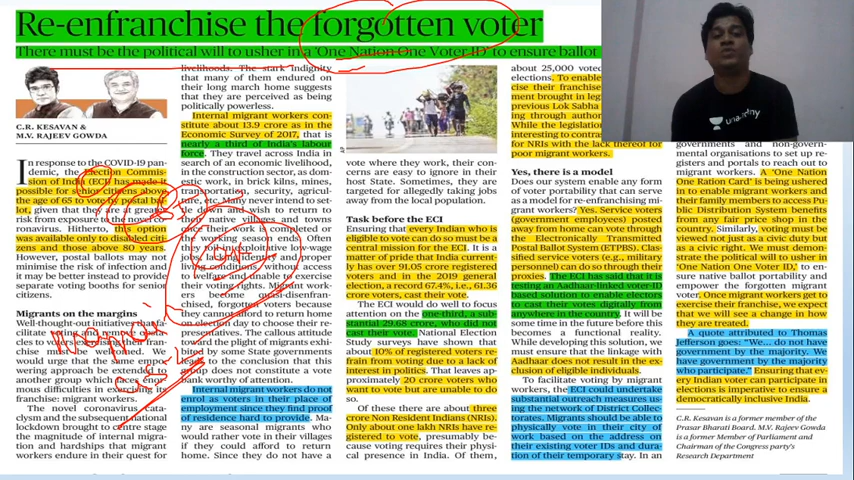 Re-enfranchise the forgotten voter
There must be the political will to usher in a 'One Nation One Voter ID' to ensure ballot
C.R. KESAVAN &
M.V. RAJEEV GOWDA
In response to the COVID-19 pan-
demic, the Election Commis-
sion of India (ECI) has made it
possible for senior citizens above
the age of 65 to vote by postal bal-
lot, given that they are at greater
risk from exposure to the novel co-
ronavirus. Hitherto, this option
was available only to disabled citi-
zens and those above 80 years.
However, postal ballots may not
minimise the risk of infection and
it may be better instead to provide
separate voting booths for senior
citizens.
Migrants on the margins
Well-thought-out initiatives that fa-
cilitate voting and remove obsta-
cles to voters exercising their fran-
chise must be welcomed. We
would urge that the same empo-
wering approach be extended to
another group which faces enor-
mous difficulties in exercising its
franchise: migrant workers.
The novel coronavirus cata-
clysm and the subsequent national
lockdown brought to centre stage
the magnitude of internal migra-
tion and hardships that migrant
workers endure in their quest for
livelihoods. The stark indignity
that many of them endured on
their long march home suggests
that they are perceived as being
politically powerless.
Internal migrant workers con-
stitute about 13.9 crore as in the
Economic Survey of 2017, that is
nearly a third of India's labour
force. They travel across India in
search of an economic livelihood,
in the construction sector, as dom-
estic work, in brick kilns, mines,
transportation, security, agricul-
ture, etc. Many never intend to set-
tle down and wish to return to
their native villages and towns
once their work is completed or
the working season ended. Often
they toil in exploitative low-wage
jobs, lacking identity and proper
living conditions, without access
to welfare and unable to exercise
their voting rights. Migrant work-
ers become quasi-disenfran-
chised, forgotten voters because
they cannot afford to return home
on election day to choose their re-
presentatives. The callous attitude
toward the plight of migrants exhib-
ited by some State governments
leads to the conclusion that this
group does not constitute a vote
bank worthy of attention.
Internal migrant workers do not
enrol as voters in their place of
employment since they find proof
of residence hard to provide. Ma-
ny are seasonal migrants who
would rather vote in their villages
if they could afford to return
home. Since they do not have a
vote where they work, their con-
cerns are easy to ignore in their
host State. Sometimes, they are
targeted for allegedly taking jobs
away from the local population.
Task before the ECI
Ensuring that every Indian who is
eligible to vote can do so must be a
central mission for the ECI. It is a
matter of pride that India current-
ly has over 91.05 crore registered
voters and in the 2019 general
election, a record 67.4%, i.e., 61.36
crore voters, cast their vote.
The ECI would do well to focus
attention on the one-third, a sub-
stantial 29.68 crore, who did not
cast their vote. National Election
Study surveys have shown that
about 10% of registered voters re-
frain from voting due to a lack of
interest in politics. That leaves ap-
proximately 20 crore voters who
want to vote but are unable to do
so.
Of these there are about three
crore Non Resident Indians (NRIs).
Only about one lakh NRIs have re-
gistered to vote, presumably be-
cause voting requires their physi-
cal presence in India. Of them,
about 25,000 voted
elections. To enable
cise their franchise
ment brought in leg
previous Lok Sabha
ing through author
While the legislation
interesting to contra
for NRIs with the lack thereof for
poor migrant workers.
Yes, there is a model
Does our system enable any form
of voter portability that can serve
as a model for re-enfranchising mi-
grant workers? Yes. Service voters
(government employees) posted
away from home can vote through
the Electronically Transmitted
Postal Ballot System (ETPBS). Clas-
sified service voters (e.g., military
personnel) can do so through their
proxies. The ECI has said that it is
testing an Aadhaar-linked voter-ID
based solution to enable electors
to cast their votes digitally from
anywhere in the country. It will be
some time in the future before this
becomes a functional reality.
While developing this solution, we
must ensure that the linkage with
Aadhaar does not result in the ex-
clusion of eligible individuals.
To facilitate voting by migrant
workers, the ECI could undertake
substantial outreach measures us-
ing the network of District Collec-
torates. Migrants should be able to
physically vote in their city of
work based on the address on
their existing voter IDs and dura-
tion of their temporary stay. In an
governments and non-govern-
mental organisations to set up re-
gisters and portals to reach out to
migrant workers. A 'One Nation
One Ration Card' is being ushered
in to enable migrant workers and
their family members to access Pu-
blic Distribution System benefits
from any fair price shop in the
country. Similarly, voting must be
viewed not just as a civic duty but
as a civic right. We must demon-
strate the political will to usher in
'One Nation One Voter ID,' to en-
sure native ballot portability and
empower the forgotten migrant
voter. Once migrant workers get to
exercise their franchise, we expect
that we will see a change in how
they are treated.
A quote attributed to Thomas
Jefferson goes: "We... do not have
government by the majority. We
have government by the majority
who participate." Ensuring that ev-
ery Indian voter can participate in
elections is imperative to ensure a
democratically inclusive India.
C.R. Kesavan is a former member of the
Prasar Bharati Board. M.V. Rajeev Gowda
is a former Member of Parliament and
Chairman of the Congress party's
Research Department
unacademy